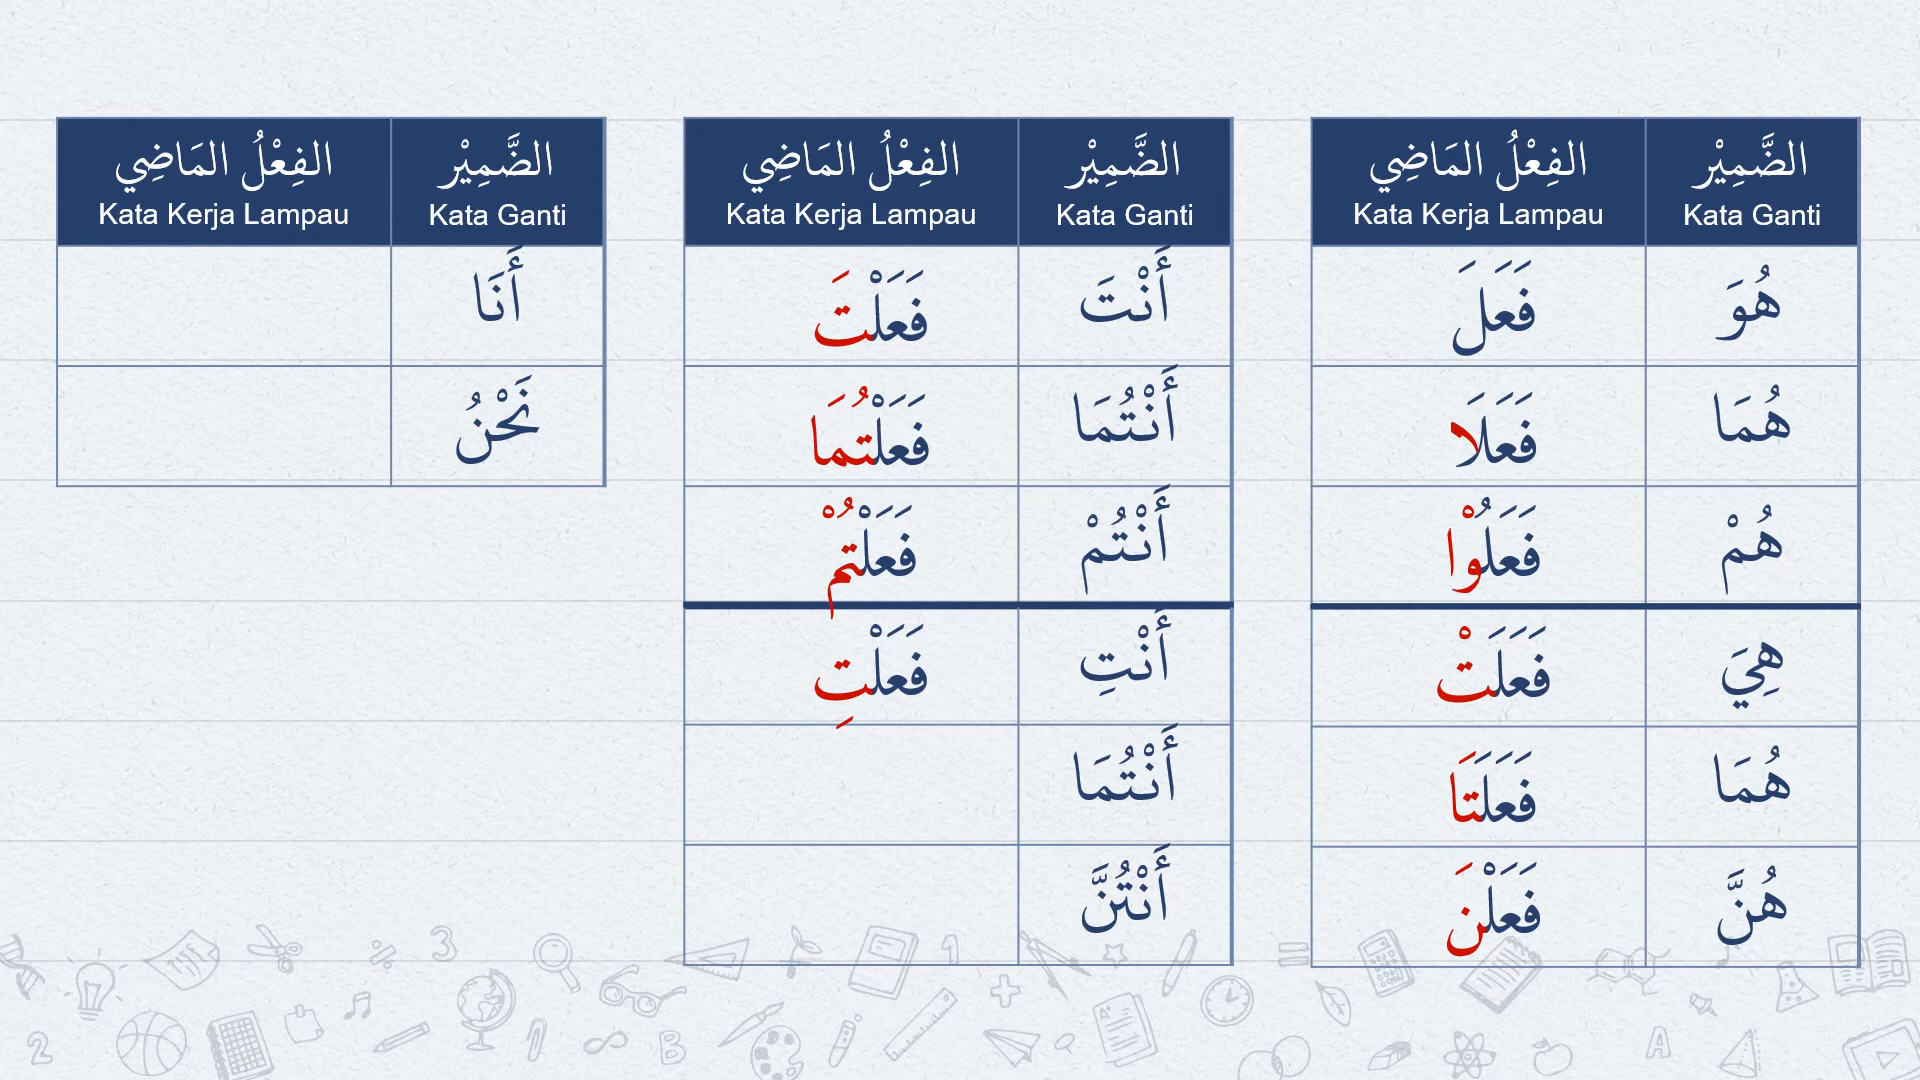 الضَّمِيْر الفِعْلُ المَاضِي
Kata Ganti Kata Kerja Lampau
هُوَ فَعَلَ
هُمَا فَعَلَا
هُمْ فَعَلُوْا
هِيَ فَعَلَتْ
هُمَا فَعَلَتَا
هُنَّ فَعَلْنَ
الضَّمِيْر الفِعْلُ المَاضِي
Kata Ganti Kata Kerja Lampau
أَنْتَ فَعَلْتَ
أَنْتُمَا فَعَلْتُمَا
أَنْتُمْ فَعَلْتُمْ
أَنْتِ فَعَلْتِ
أَنْتُمَا
أَنْتُنَّ
الضَّمِيْر الفِعْلُ المَاضِي
Kata Ganti Kata Kerja Lampau
أَنَا
نَحْنُ